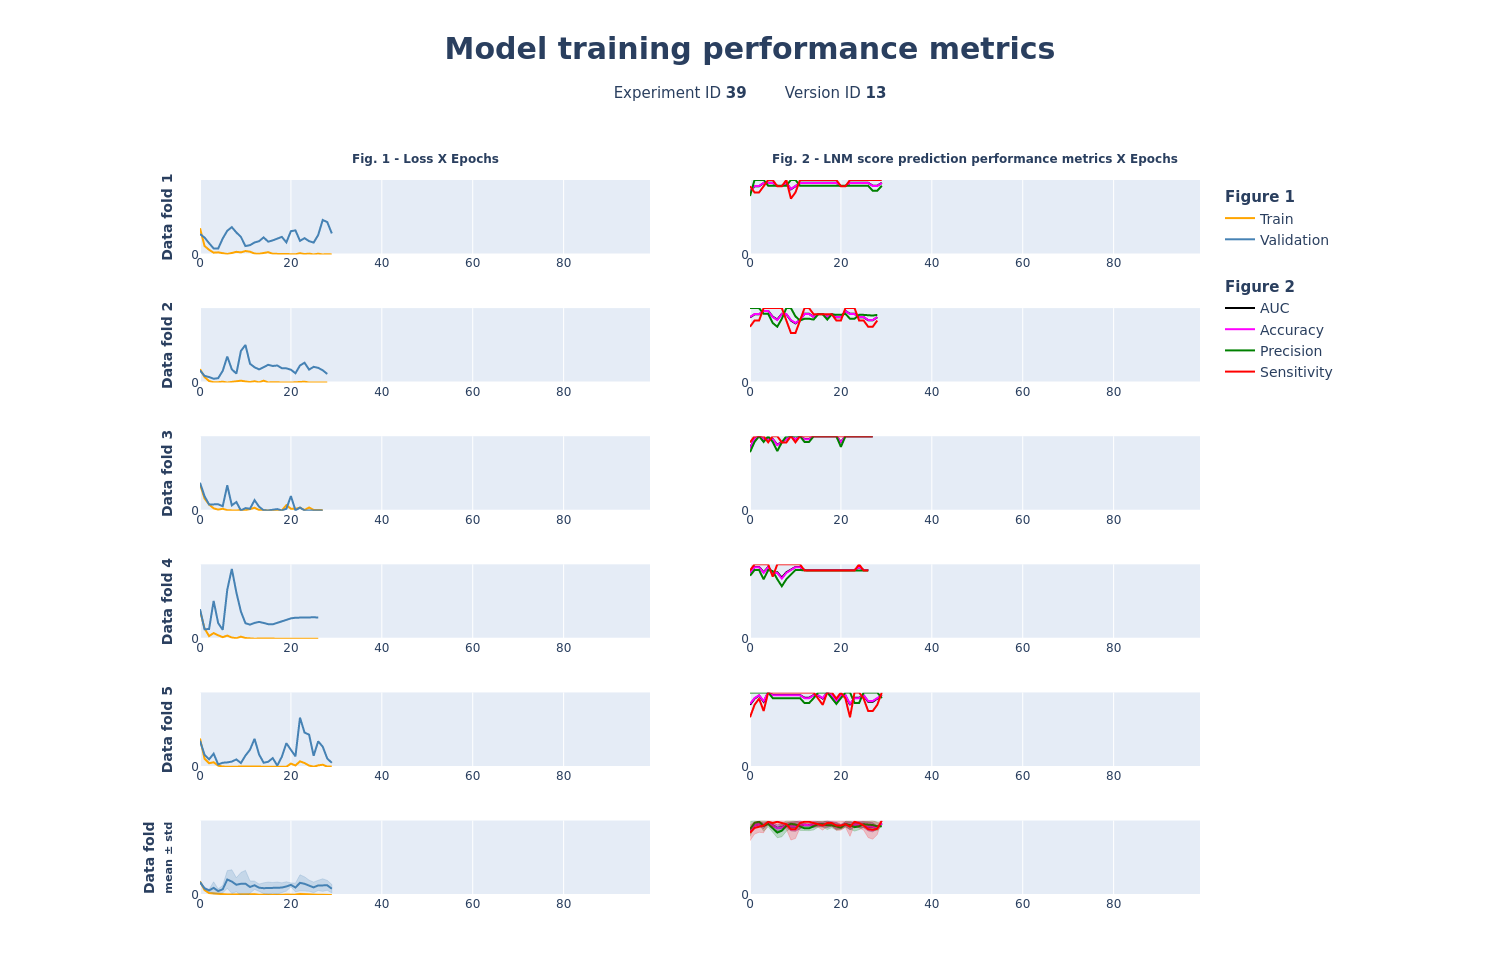 Model training performance metrics
Experiment ID 39 Version ID 13
Fig. 1 - Loss X Epochs
Fig. 2 - LNM score prediction performance metrics X Epochs
Data fold 1
0
0 20 40 60 80
0
0 20 40 60 80
Figure 1
Train
Validation
Figure 2
AUC
Accuracy
Precision
Sensitivity
Data fold 2
0
0 20 40 60 80
0
0 20 40 60 80
Data fold 3
0
0 20 40 60 80
0
0 20 40 60 80
Data fold 4
0
0 20 40 60 80
0
0 20 40 60 80
Data fold 5
0
0 20 40 60 80
0
0 20 40 60 80
Data fold
mean ± std
0
0 20 40 60 80
0
0 20 40 60 80